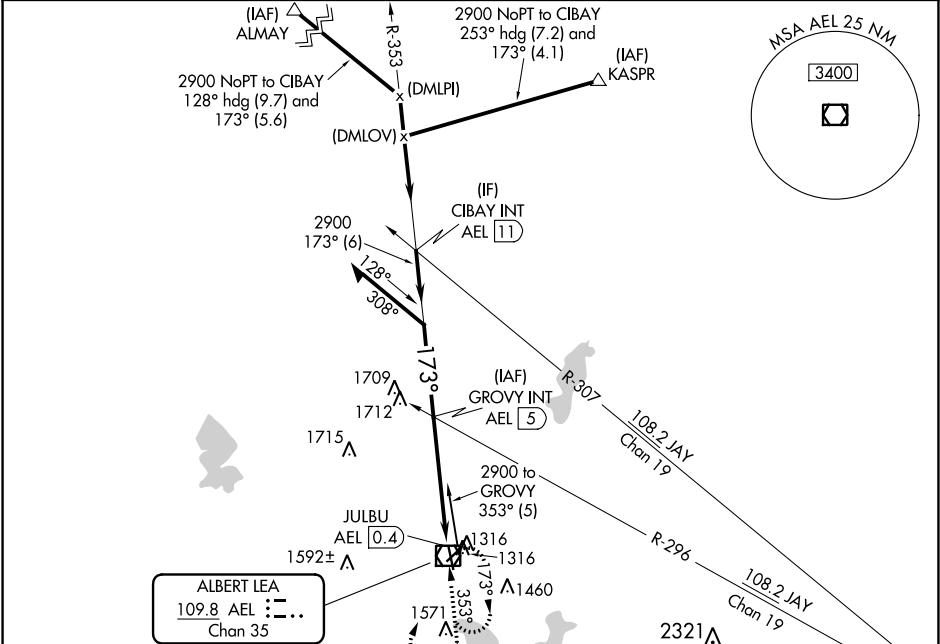 (IAF)
ALMAY
R-353
2900 NoPT to CIBAY
253° hdg (7.2) and
173° (4.1)
(IAF)
KASPR
MSA AEL 25 NM
3400
2900 NoPT to CIBAY
128° hdg (9.7) and
173° (5.6)
(DMLPI)
(DMLOV)
(IF)
CIBAY INT
AEL 11
2900
173° (6)
128°
308°
173°
1709
1712
(IAF)
GROVY INT
AEL 5
R-307
108.2 JAY
Chan 19
1715
2900 to
GROVY
353° (5)
JULBU
AEL 0.4
1316
1316
1592±
R-296
108.2 JAY
Chan 19
173°
353°
1460
1571
2321
ALBERT LEA
109.8 AEL
Chan 35